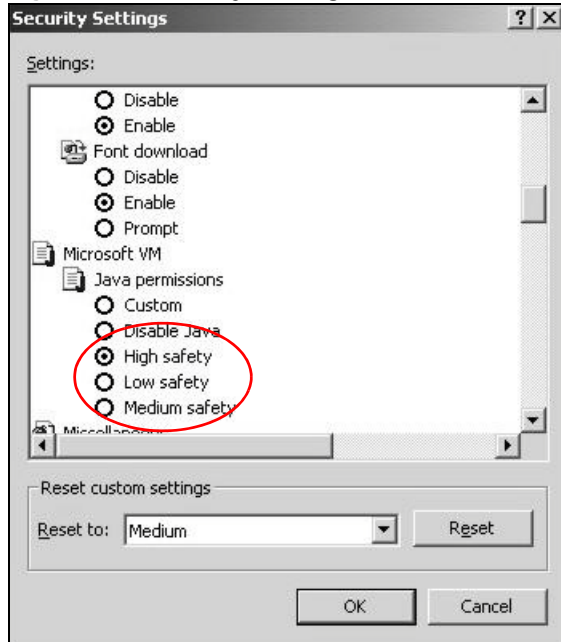 Security Settings
Settings:
Disable
Enable
Font download
Disable
Enable
Prompt
Microsoft VM
Java permissions
Custom
Disable Java
High safety
Low safety
Medium safety
Miscellaneous
Reset custom settings
Reset to: Medium Reset
OK Cancel